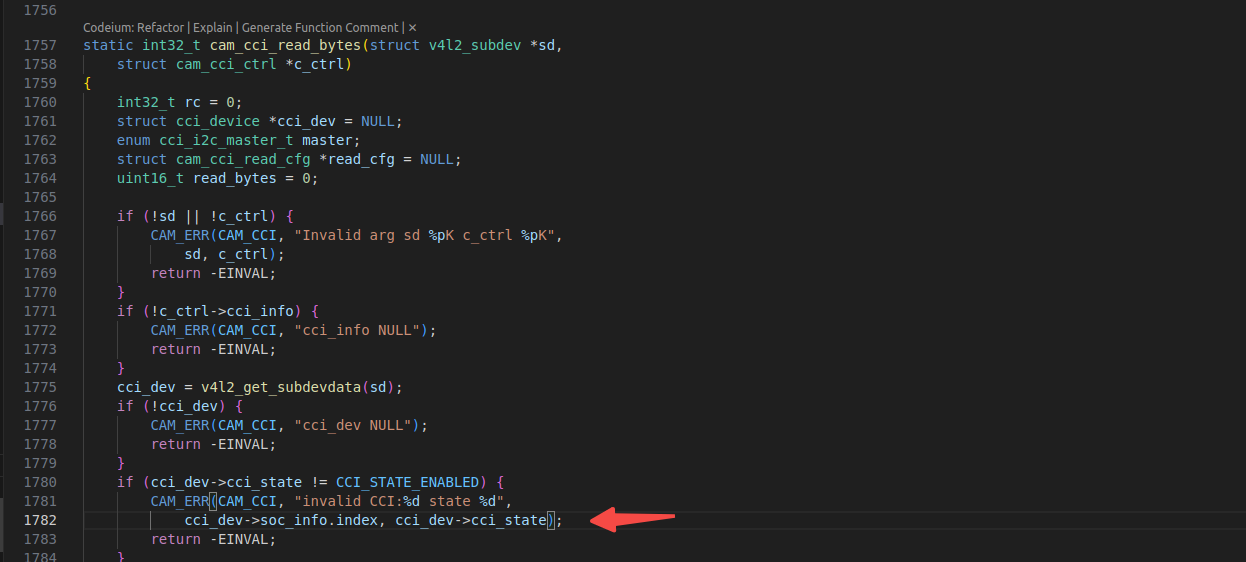 1756
Codeium: Refactor | Explain | Generate Function Comment | ×
1757 static int32_t cam_cci_read_bytes(struct v4l2_subdev *sd,
1758     struct cam_cci_ctrl *c_ctrl)
1759 {
1760     int32_t rc = 0;
1761     struct cci_device *cci_dev = NULL;
1762     enum cci_i2c_master_t master;
1763     struct cam_cci_read_cfg *read_cfg = NULL;
1764     uint16_t read_bytes = 0;
1765
1766     if (!sd || !c_ctrl) {
1767         CAM_ERR(CAM_CCI, "Invalid arg sd %pK c_ctrl %pK",
1768             sd, c_ctrl);
1769         return -EINVAL;
1770     }
1771     if (!c_ctrl->cci_info) {
1772         CAM_ERR(CAM_CCI, "cci_info NULL");
1773         return -EINVAL;
1774     }
1775     cci_dev = v4l2_get_subdevdata(sd);
1776     if (!cci_dev) {
1777         CAM_ERR(CAM_CCI, "cci_dev NULL");
1778         return -EINVAL;
1779     }
1780     if (cci_dev->cci_state != CCI_STATE_ENABLED) {
1781         CAM_ERR(CAM_CCI, "invalid CCI:%d state %d",
1782             cci_dev->soc_info.index, cci_dev->cci_state);
1783         return -EINVAL;
1784     }